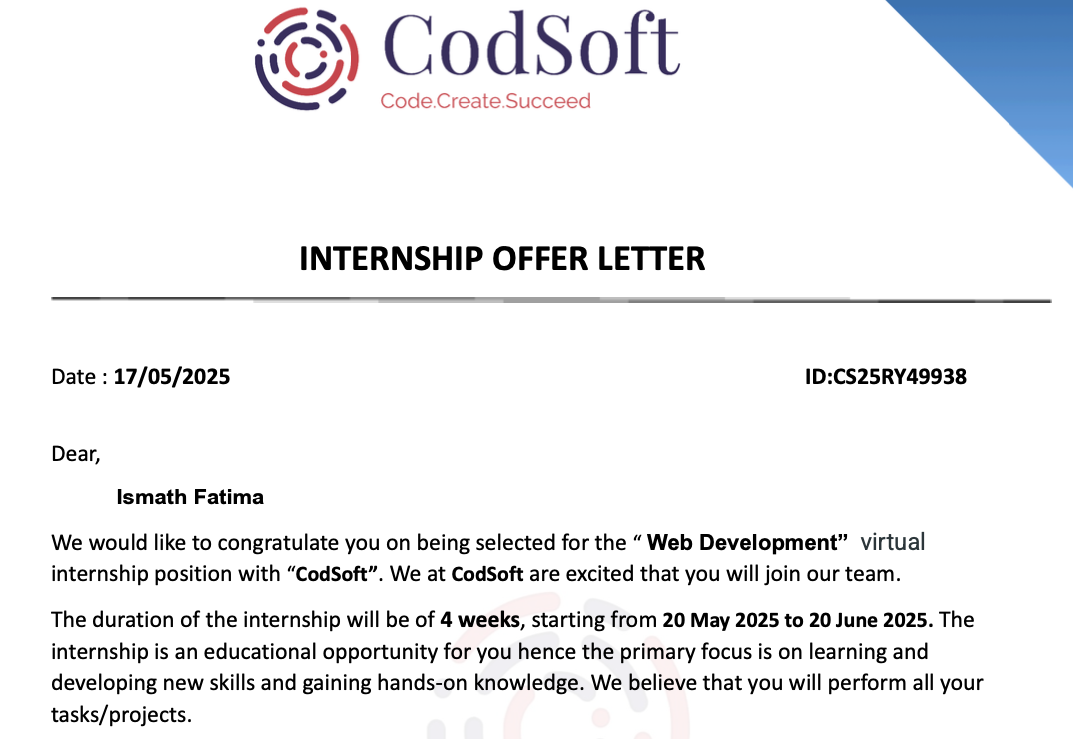 CodSoft
Code.Create.Succeed
INTERNSHIP OFFER LETTER
Date : 17/05/2025 ID:CS25RY49938
Dear,
Ismath Fatima
We would like to congratulate you on being selected for the “ Web Development” virtual
internship position with “CodSoft”. We at CodSoft are excited that you will join our team.
The duration of the internship will be of 4 weeks, starting from 20 May 2025 to 20 June 2025. The
internship is an educational opportunity for you hence the primary focus is on learning and
developing new skills and gaining hands-on knowledge. We believe that you will perform all your
tasks/projects.